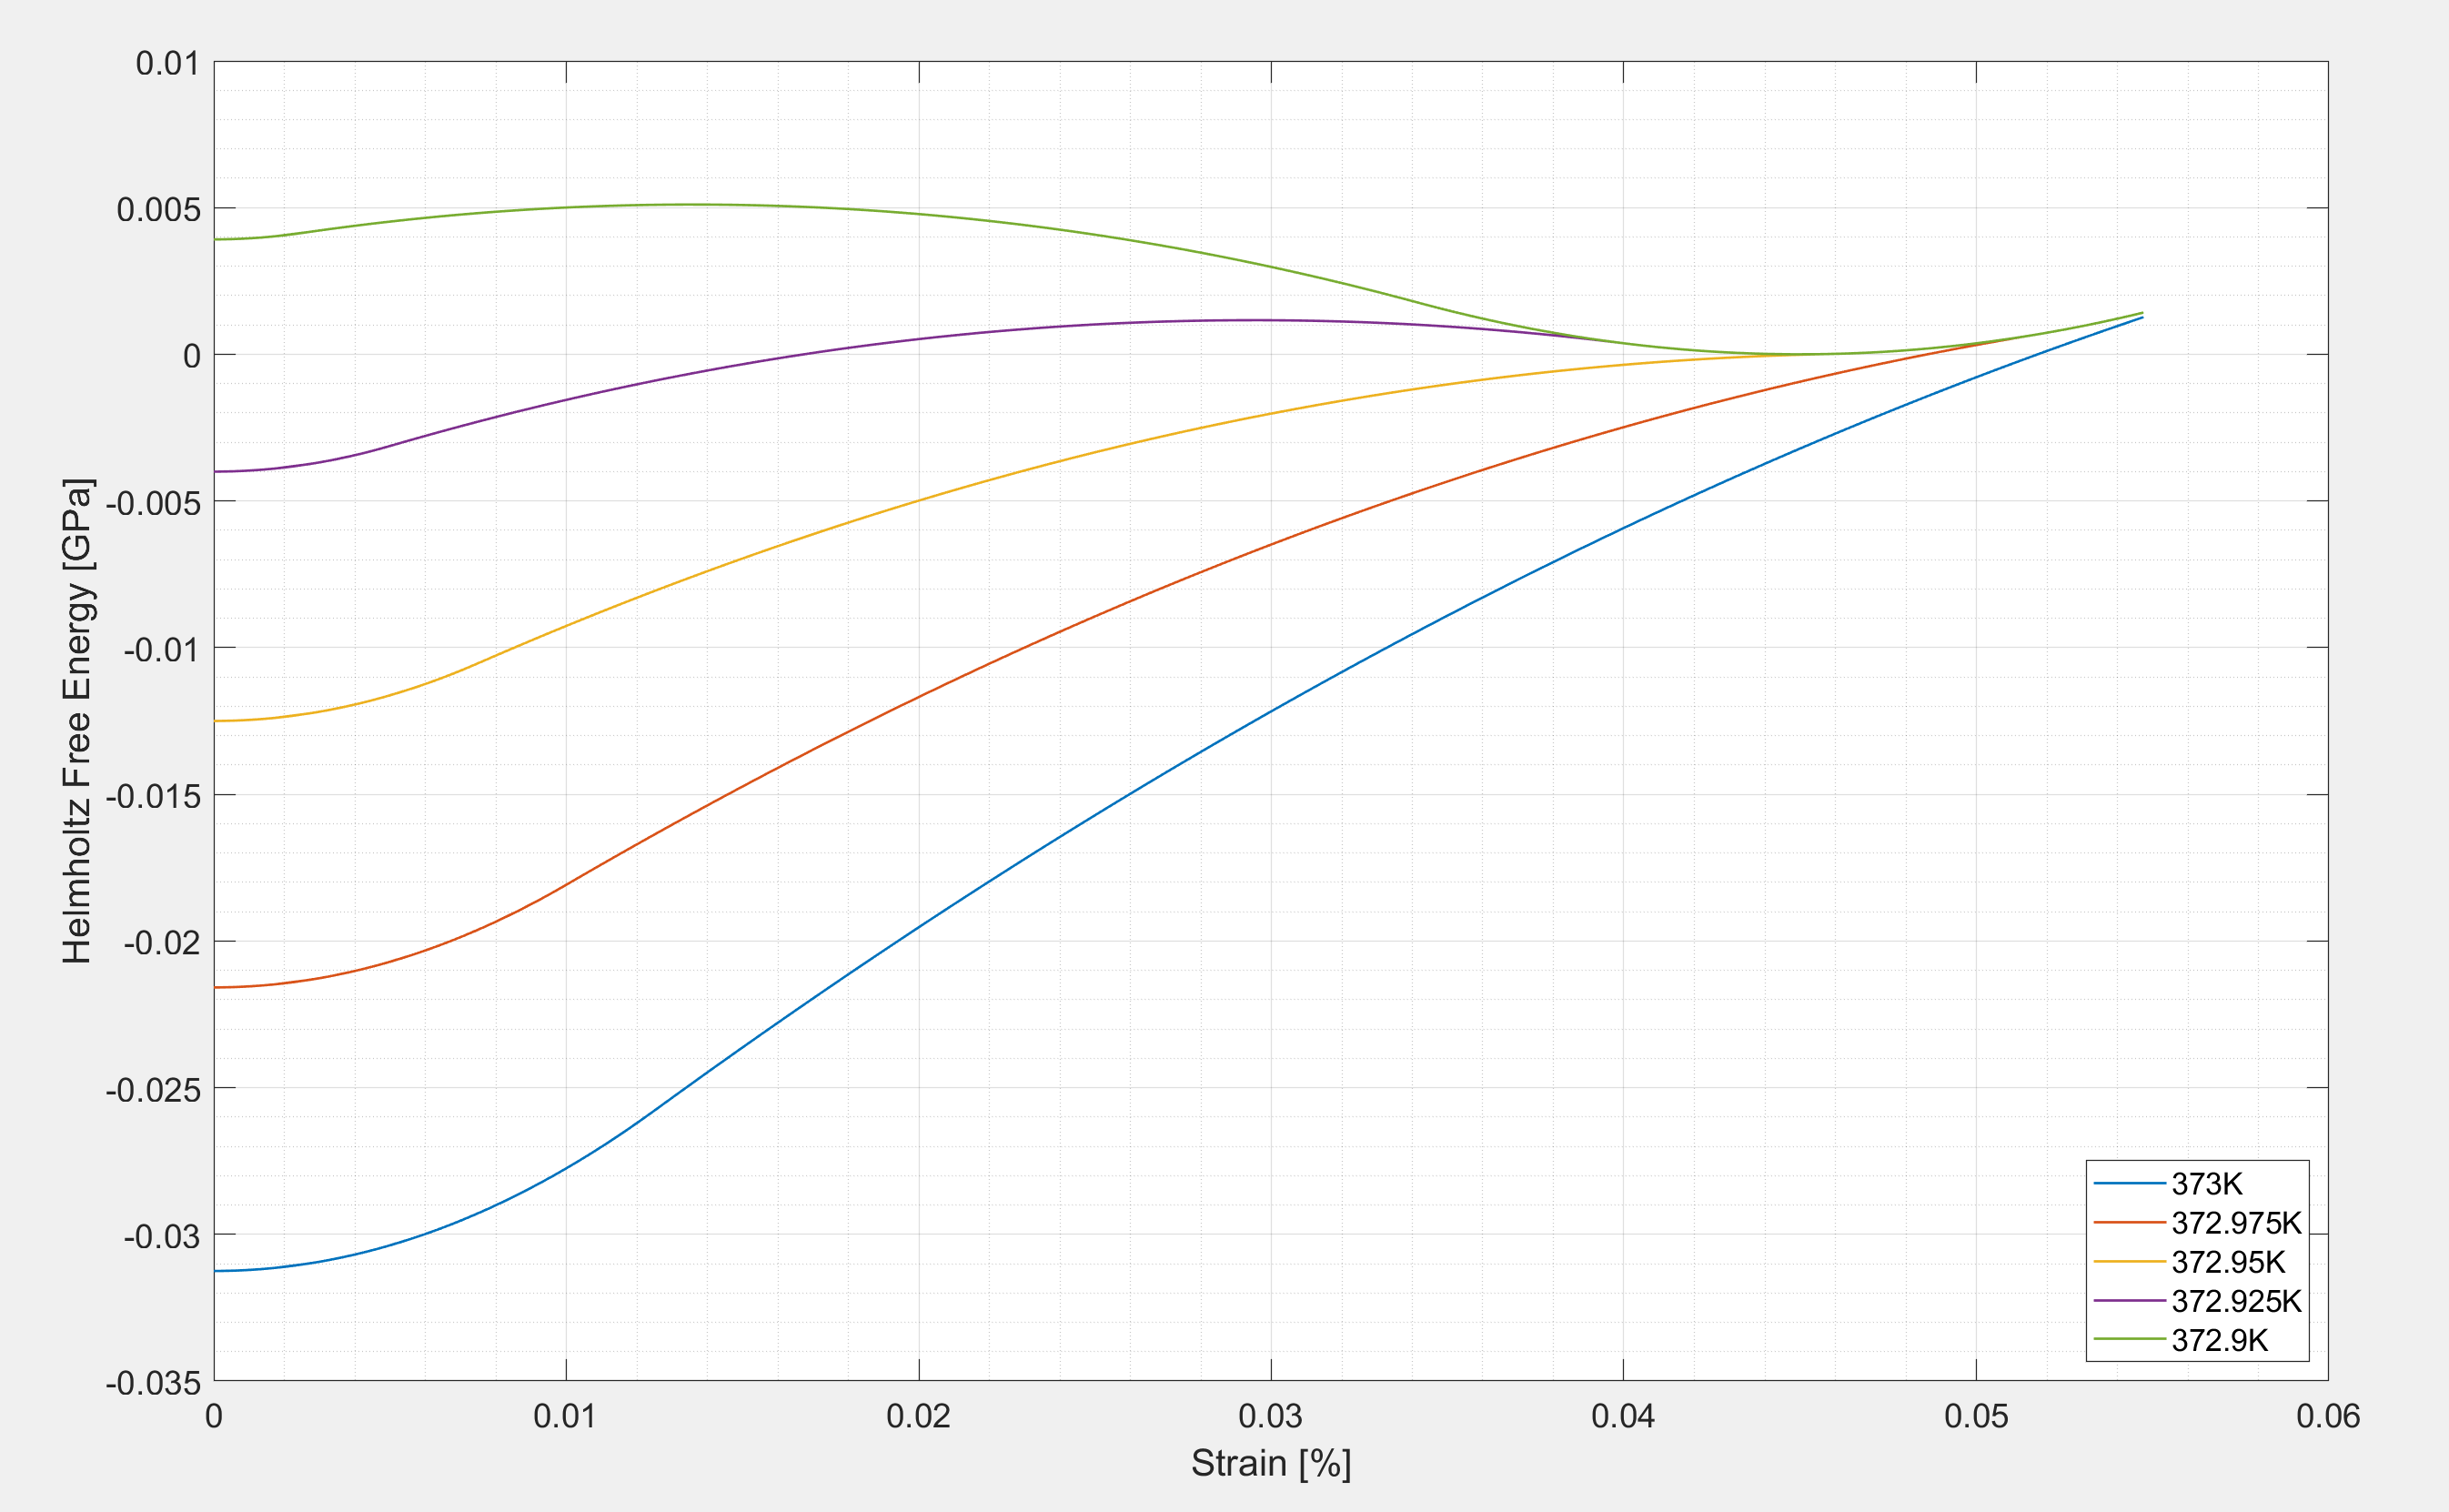 0.01
0.005
0
-0.005
-0.01
-0.015
-0.02
-0.025
-0.03
-0.035
Helmholtz Free Energy [GPa]
373K
372.975K
372.95K
372.925K
372.9K
0 0.01 0.02 0.03 0.04 0.05 0.06
Strain [%]